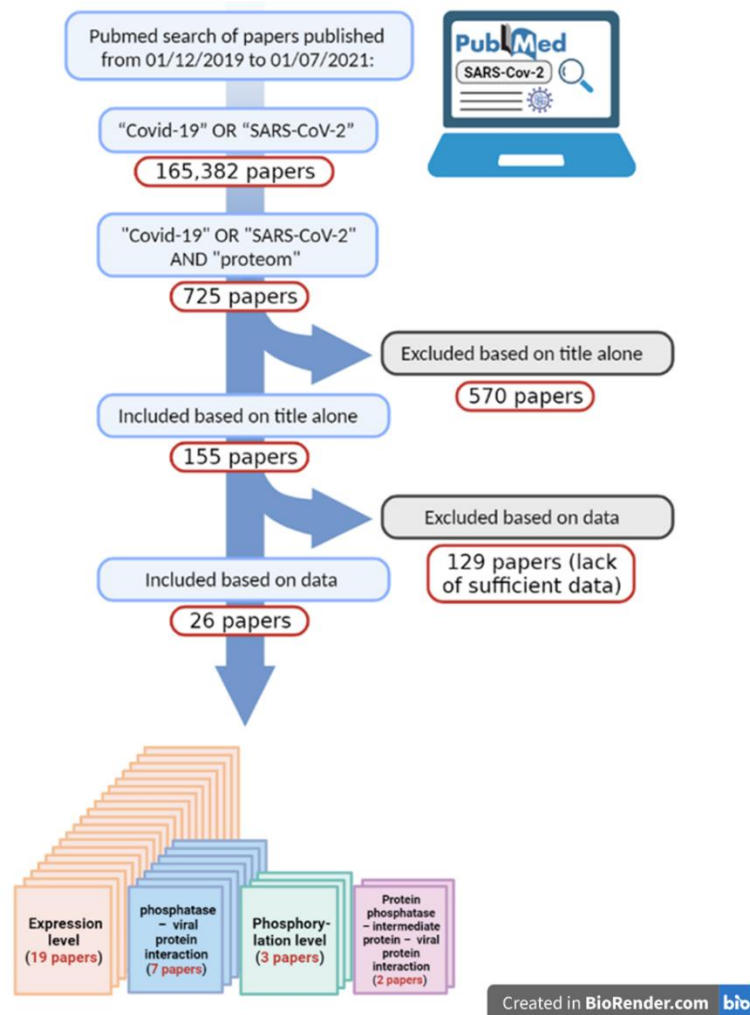 Pubmed search of papers published
from 01/12/2019 to 01/07/2021:
PubMed
SARS-Cov-2
“Covid-19” OR “SARS-CoV-2”
165,382 papers
"Covid-19" OR "SARS-CoV-2"
AND "proteom"
725 papers
Excluded based on title alone
570 papers
Included based on title alone
155 papers
Excluded based on data
129 papers (lack
of sufficient data)
Included based on data
26 papers
Expression
level
(19 papers)
phosphatase
– viral
protein
interaction
(7 papers)
Phosphory-
lation level
(3 papers)
Protein
phosphatase
– intermediate
protein – viral
protein
interaction
(2 papers)
Created in BioRender.com bio